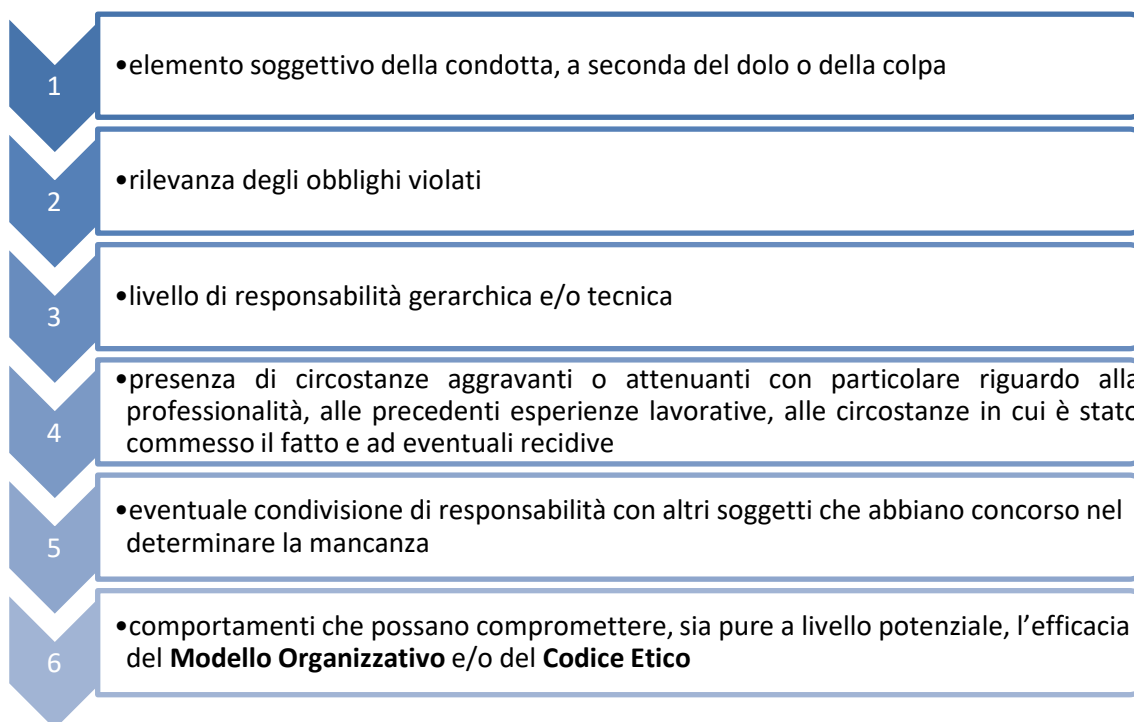 1
•elemento soggettivo della condotta, a seconda del dolo o della colpa
2
•rilevanza degli obblighi violati
3
•livello di responsabilità gerarchica e/o tecnica
4
•presenza di circostanze aggravanti o attenuanti con particolare riguardo alla
professionalità, alle precedenti esperienze lavorative, alle circostanze in cui è stato
commesso il fatto e ad eventuali recidive
5
•eventuale condivisione di responsabilità con altri soggetti che abbiano concorso nel
determinare la mancanza
6
•comportamenti che possano compromettere, sia pure a livello potenziale, l’efficacia
del Modello Organizzativo e/o del Codice Etico